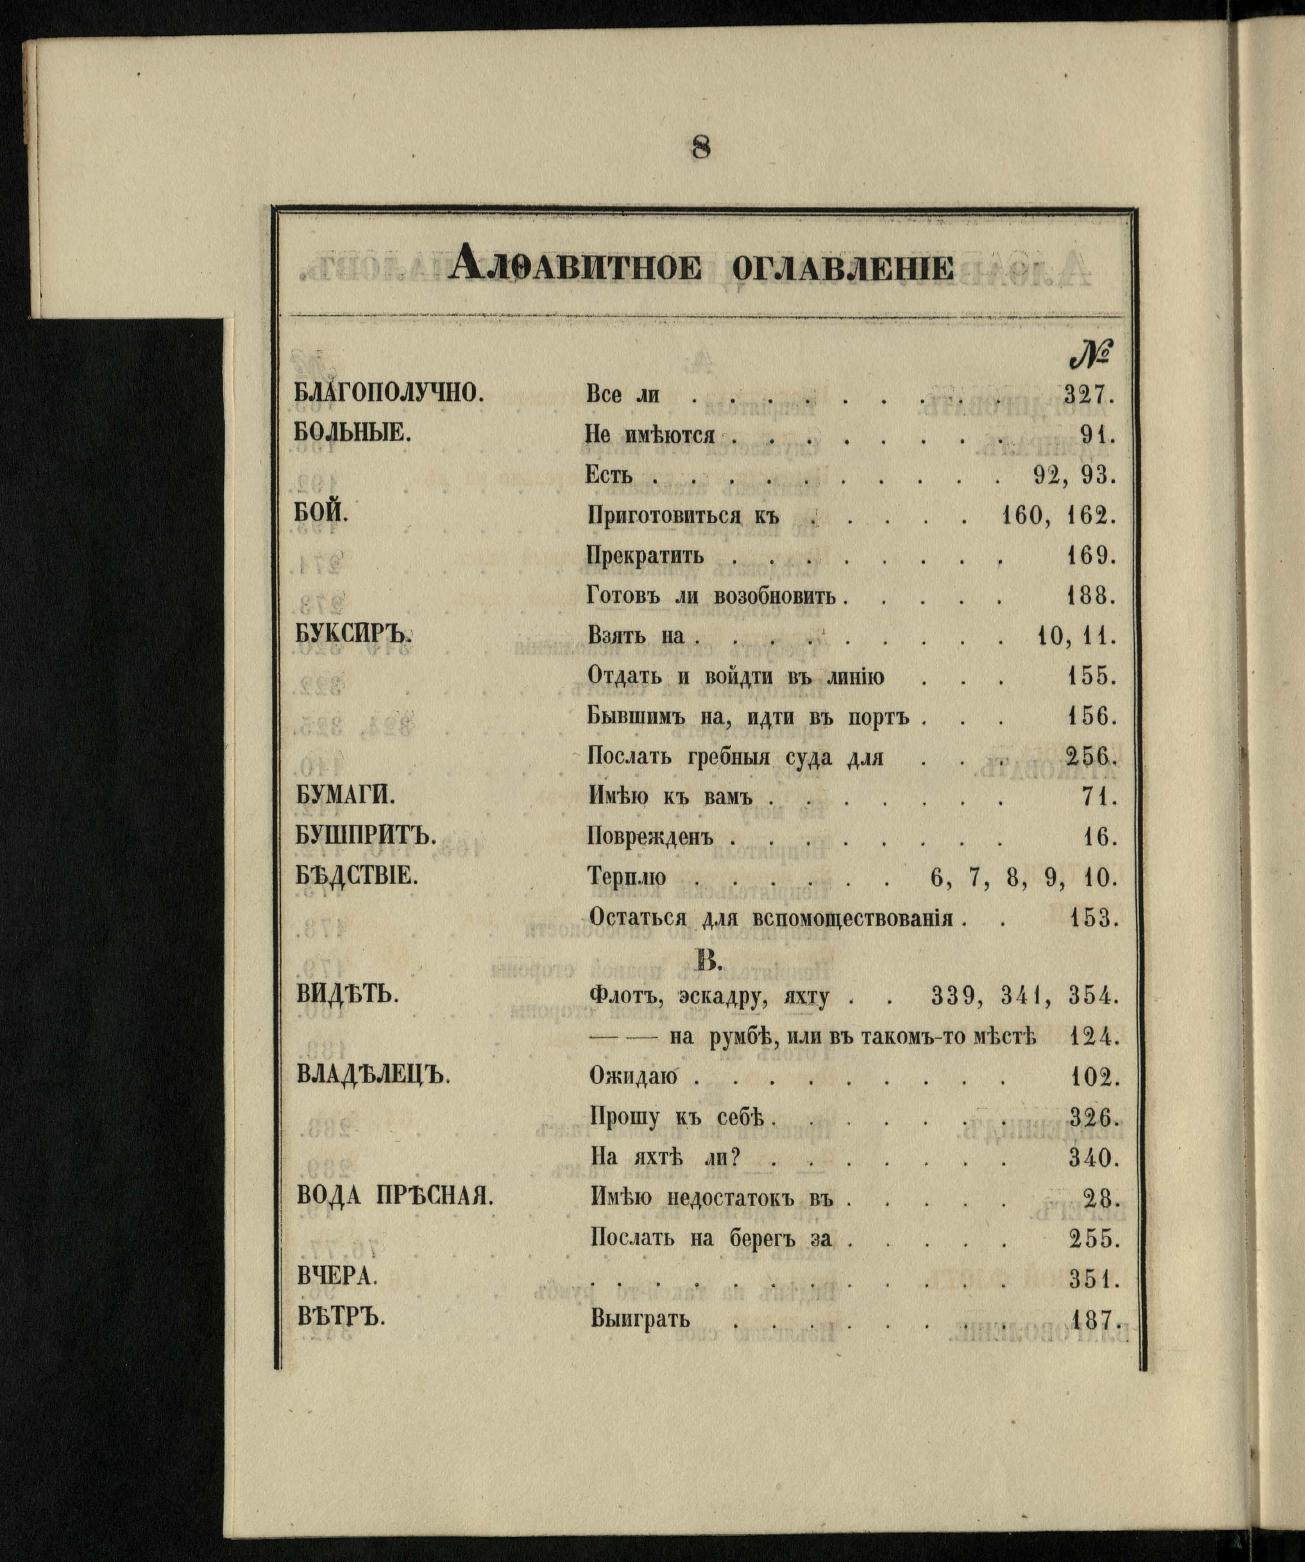 8
Алѳавитное оглавленіе
№
БЛАГОПОЛУЧНО. Все ли . . . . . . . . . 327.
БОЛЬНЫЕ. Не имѣются . . . . . . . . 91.
Есть . . . . . . . . . . 92, 93.
БОЙ. Приготовиться къ . . . . . 160, 162.
Прекратить . . . . . . . . 169.
Готовъ ли возобновить . . . . . 188.
БУКСИРЪ. Взять на . . . . . . . . . 10, 11.
Отдать и войдти въ линію . . . 155.
Бывшимъ на, идти въ портъ . . . 156.
Послать гребныя суда для . . . 256.
БУМАГИ. Имѣю къ вамъ . . . . . . . 71.
БУШПРИТЪ. Поврежденъ . . . . . . . . 16.
БѢДСТВІЕ. Терплю . . . . . . 6, 7, 8, 9, 10.
Остаться для вспомоществованія . . 153.
В.
ВИДѢТЬ. Флотъ, эскадру, яхту . . 339, 341, 354.
— — на румбѣ, или въ такомъ-то мѣстѣ 124.
ВЛАДѢЛЕЦЪ. Ожидаю . . . . . . . . . 102.
Прошу къ себѣ . . . . . . . 326.
На яхтѣ ли? . . . . . . . 340.
ВОДА ПРѢСНАЯ. Имѣю недостатокъ въ . . . . . 28.
Послать на берегъ за . . . . . 255.
ВЧЕРА. . . . . . . . . . . . . 351.
ВѢТРЪ. Выиграть . . . . . . . . 187.